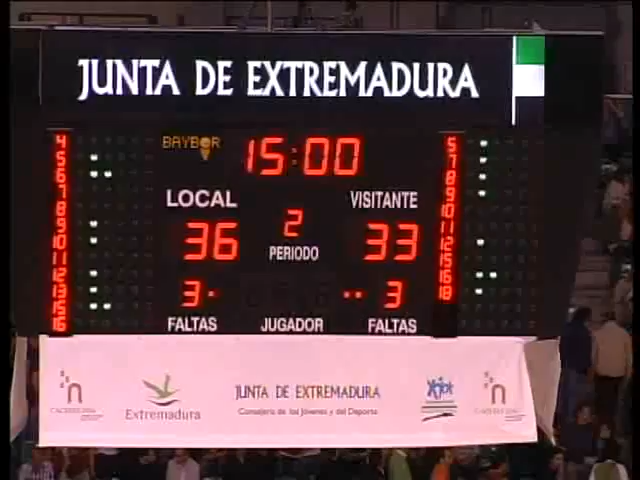 JUNTA DE EXTREMADURA
BAYBOR
15:00
LOCAL VISITANTE
36 2 33
PERIODO
3 3
FALTAS JUGADOR FALTAS
4 5
5 7
6 8
7 9
8 10
9 11
10 12
11 15
12 16
13 18
15
16
n Extremadura JUNTA DE EXTREMADURA n
Consejería de los Jóvenes y del Deporte